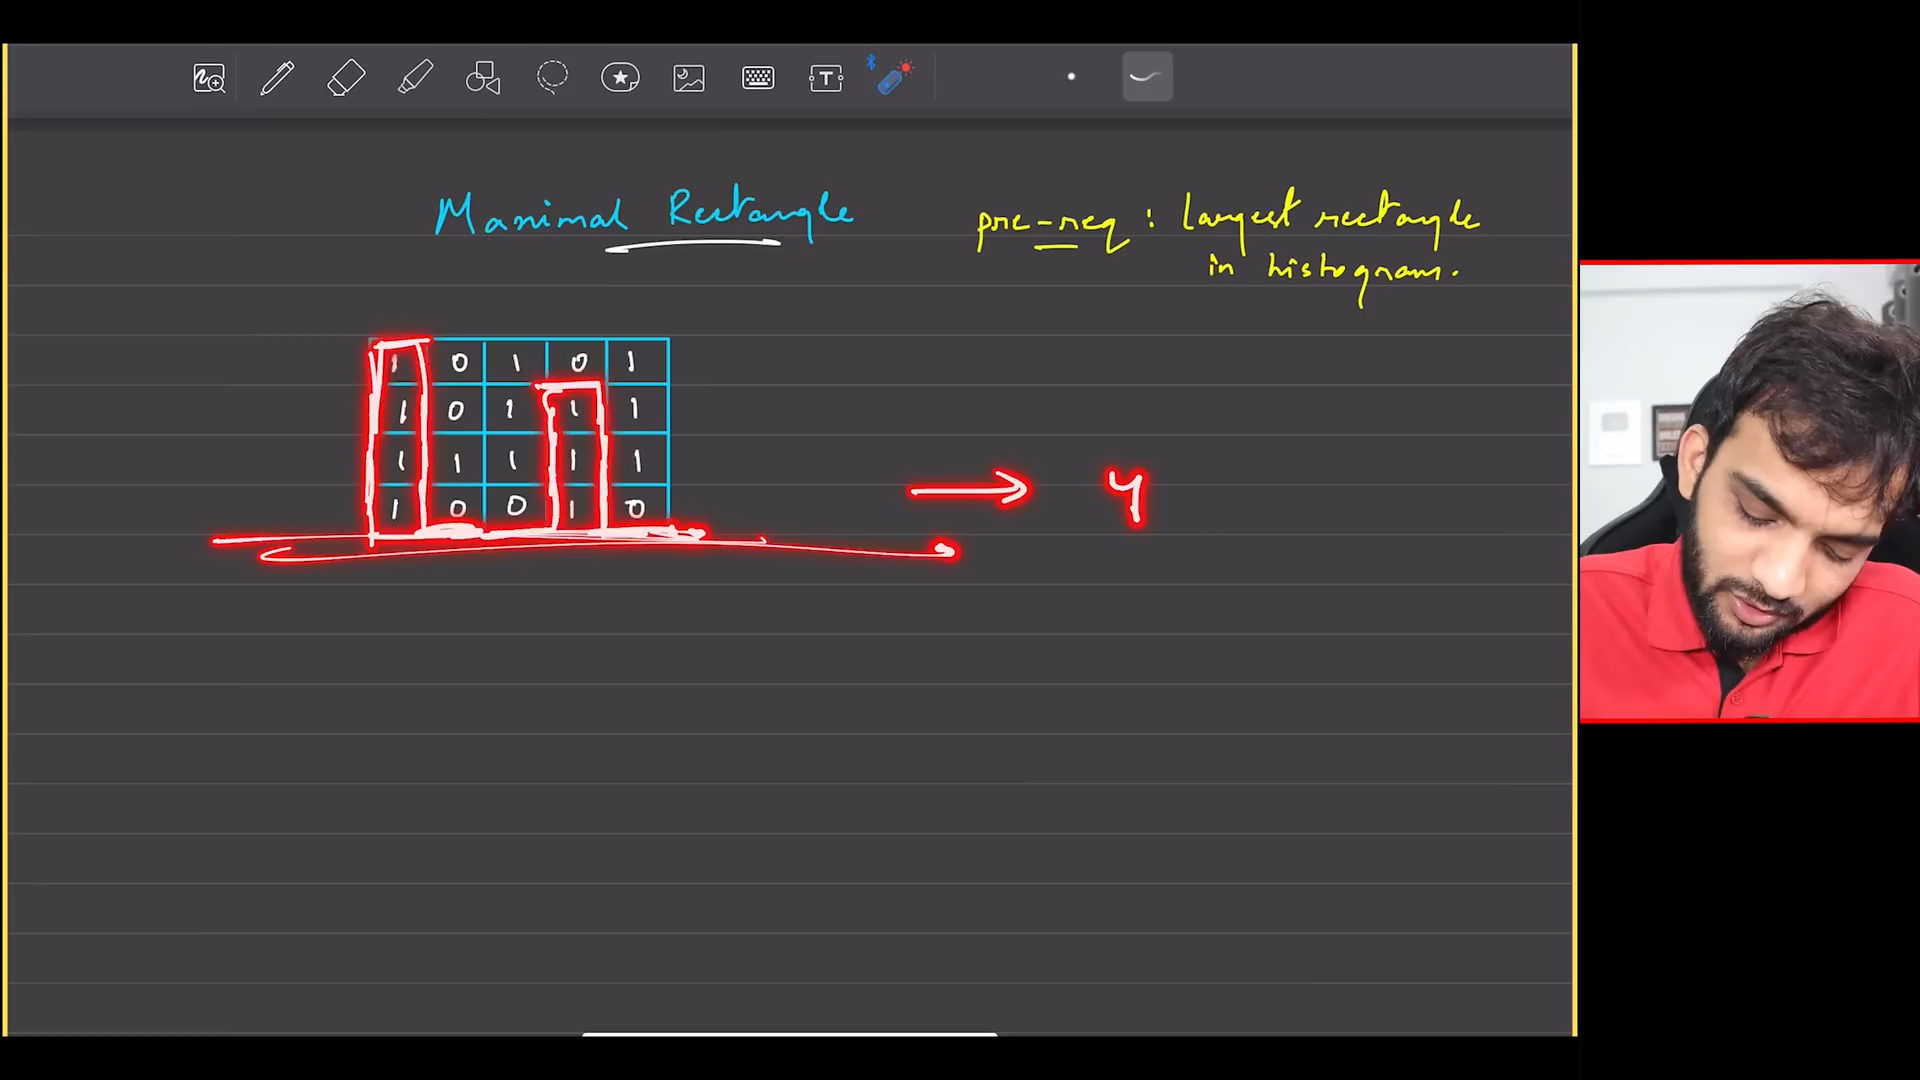 Maximal Rectangle
pre-req : largest rectangle
in histogram.
1 0 1 0 1
1 0 1 1 1
1 1 1 1 1
1 0 0 1 0
4
T